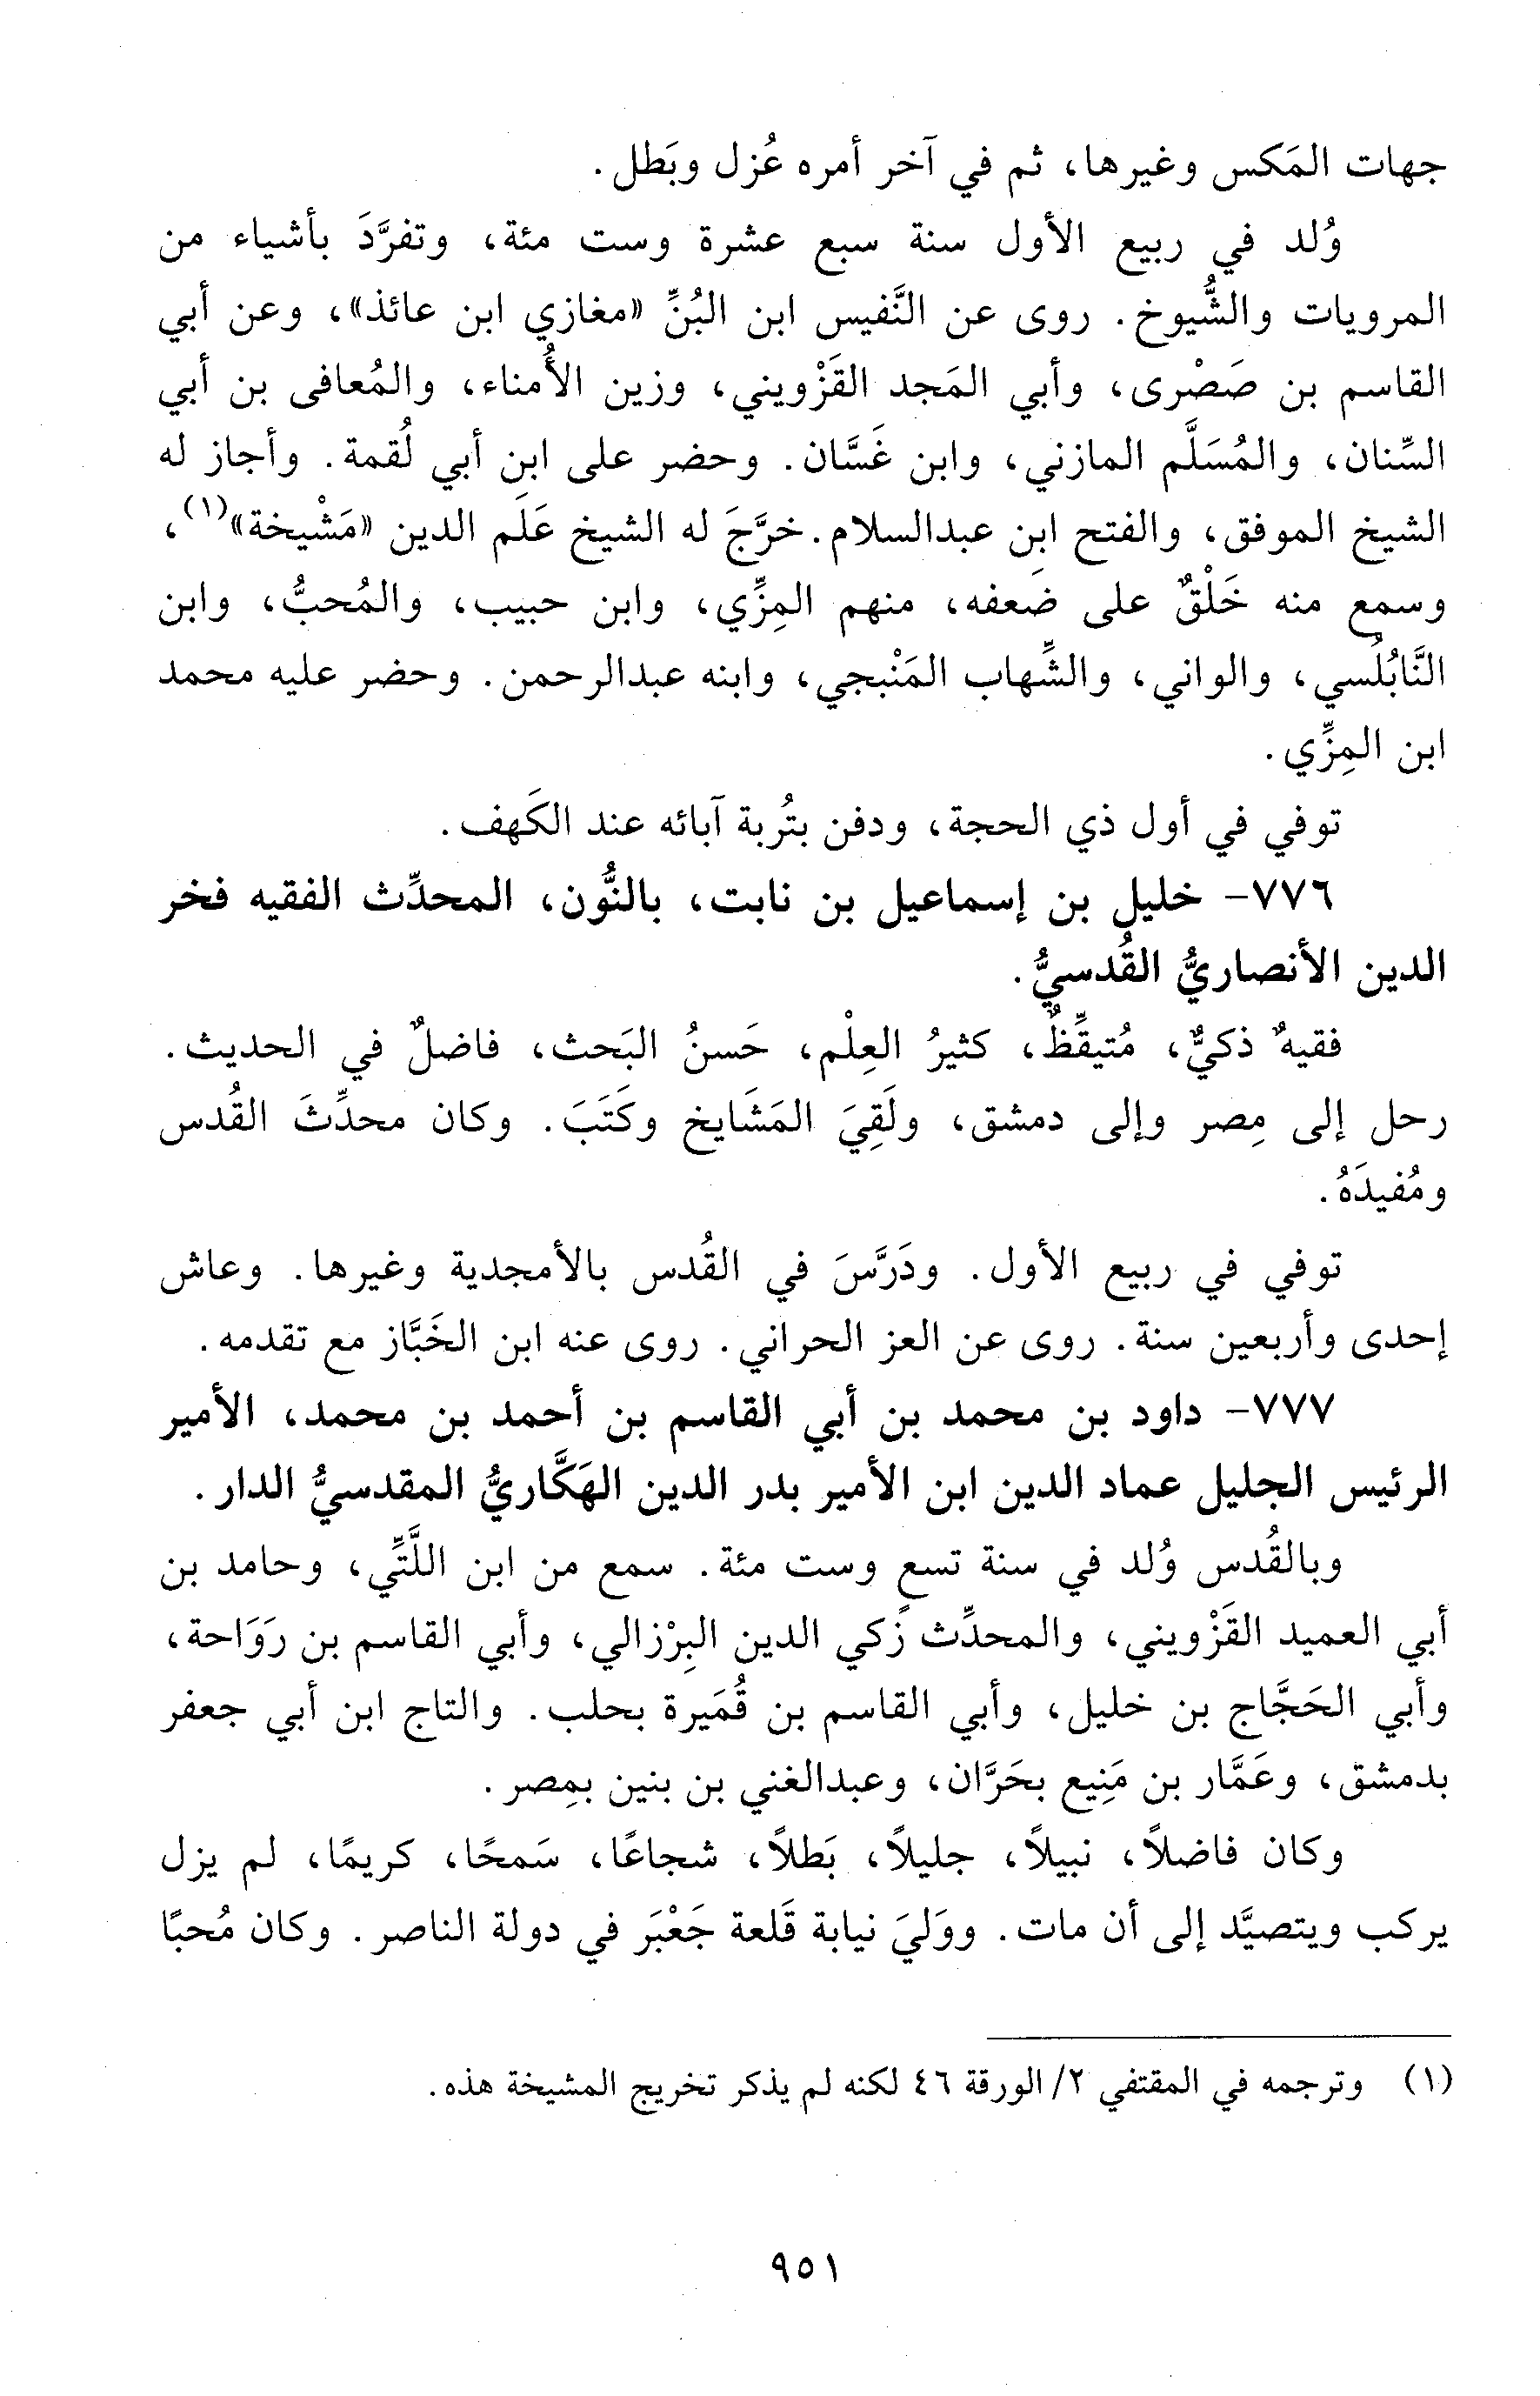 جهات المَكس وغيرها، ثم في آخر أمره عُزل وبَطل.
وُلد في ربيع الأول سنة سبع عشرة وست مئة، وتفرَّدَ بأشياء من
المرويات والشُّيوخ. روى عن النَّفيس ابن البُنِّ «مغازي ابن عائذ»، وعن أبي
القاسم بن صَصْرى، وأبي المَجد القَزْويني، وزين الأُمناء، والمُعافى بن أبي
السِّنان، والمُسَلَّم المازني، وابن غَسَّان. وحضر على ابن أبي لُقمة. وأجاز له
الشيخ الموفق، والفتح ابن عبدالسلام. خرَّجَ له الشيخ عَلَم الدين «مَشْيخة»(١)،
وسمع منه خَلْقٌ على ضَعفه، منهم المِزِّي، وابن حبيب، والمُحبُّ، وابن
النَّابُلُسي، والواني، والشِّهاب المَنْبجي، وابنه عبدالرحمن. وحضر عليه محمد
ابن المِزِّي.
توفي في أول ذي الحجة، ودفن بتُربة آبائه عند الكَهف.
٧٧٦- خليل بن إسماعيل بن نابت، بالنُّون، المحدِّث الفقيه فخر
الدين الأنصاريُّ القُدسيُّ.
فقيهٌ ذكيٌّ، مُتيقِّظٌ، كثيرُ العِلْم، حَسنُ البَحث، فاضلٌ في الحديث.
رحل إلى مِصر وإلى دمشق، ولَقِيَ المَشَايخ وكَتَبَ. وكان محدِّثَ القُدس
ومُفيدَهُ.
توفي في ربيع الأول. ودَرَّسَ في القُدس بالأمجدية وغيرها. وعاش
إحدى وأربعين سنة. روى عن العز الحراني. روى عنه ابن الخَبَّاز مع تقدمه.
٧٧٧- داود بن محمد بن أبي القاسم بن أحمد بن محمد، الأمير
الرئيس الجليل عماد الدين ابن الأمير بدر الدين الهَكَّاريُّ المقدسيُّ الدار.
وبالقُدس وُلد في سنة تسعٍ وست مئة. سمع من ابن اللَّتِّي، وحامد بن
أبي العميد القَزْويني، والمحدِّث زكي الدين البِرْزالي، وأبي القاسم بن رَوَاحة،
وأبي الحَجَّاج بن خليل، وأبي القاسم بن قُمَيرة بحلب. والتاج ابن أبي جعفر
بدمشق، وعَمَّار بن مَنِيع بحَرَّان، وعبدالغني بن بنين بمِصر.
وكان فاضلاً، نبيلاً، جليلاً، بَطلاً، شجاعًا، سَمحًا، كريمًا، لم يزل
يركب ويتصيَّد إلى أن مات. ووَليَ نيابة قَلعة جَعْبَر في دولة الناصر. وكان مُحبًا
(١) وترجمه في المقتفي ٢/ الورقة ٤٦ لكنه لم يذكر تخريج المشيخة هذه.
٩٥١